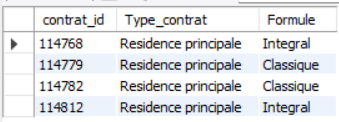 contrat_id Type_contrat Formule
114768 Residence principale Integral
114779 Residence principale Classique
114782 Residence principale Classique
114812 Residence principale Integral